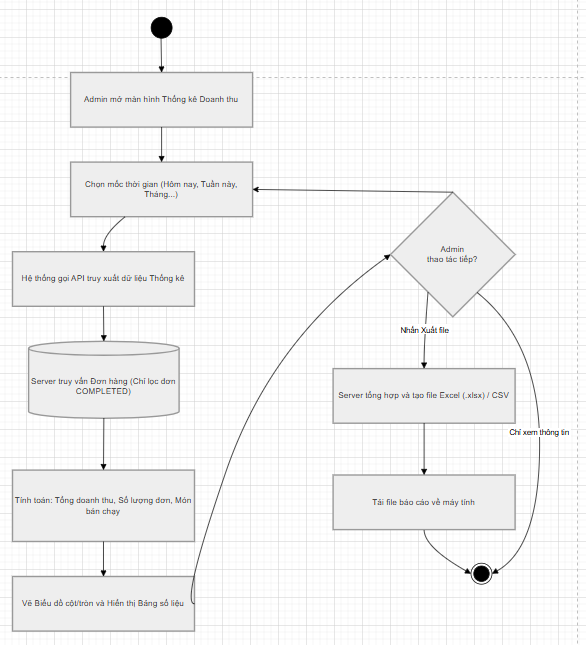 Admin mở màn hình Thống kê Doanh thu
Chọn mốc thời gian (Hôm nay, Tuần này,
Tháng...)
Hệ thống gọi API truy xuất dữ liệu Thống kê
Server truy vấn Đơn hàng (Chỉ lọc đơn
COMPLETED)
Tính toán: Tổng doanh thu, Số lượng đơn, Món
bán chạy
Vẽ Biểu đồ cột/tròn và Hiển thị Bảng số liệu
Admin
thao tác tiếp?
Nhấn Xuất file
Server tổng hợp và tạo file Excel (.xlsx) / CSV
Chỉ xem thông tin
Tải file báo cáo về máy tính